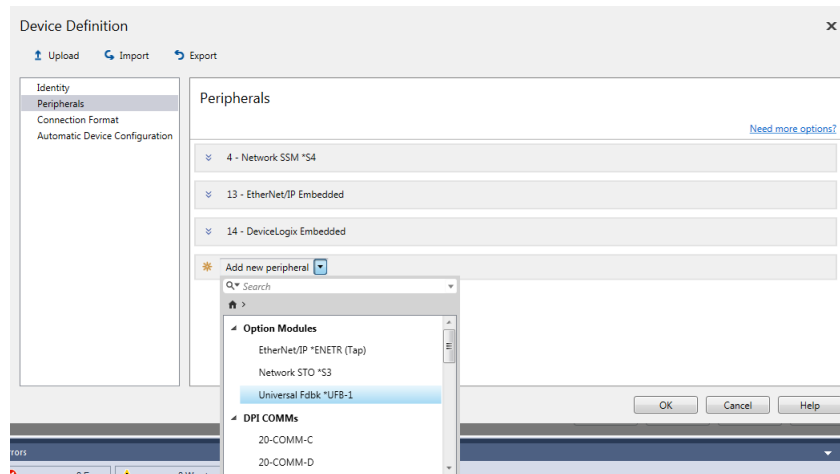 Device Definition
Upload Import Export
Identity
Peripherals
Connection Format
Automatic Device Configuration
Peripherals
Need more options?
4 - Network SSM *S4
13 - EtherNet/IP Embedded
14 - DeviceLogix Embedded
Add new peripheral
Search
Option Modules
EtherNet/IP *ENETR (Tap)
Network STO *S3
Universal Fdbk *UFB-1
DPI COMMs
20-COMM-C
20-COMM-D
OK Cancel Help